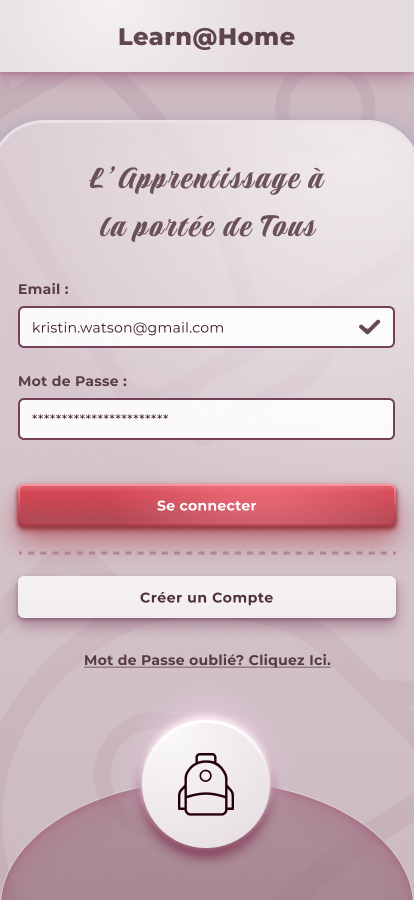 Learn@Home
L'Apprentissage à
la portée de Tous
Email :
kristin.watson@gmail.com
Mot de Passe :
***********************
Se connecter
Créer un Compte
Mot de Passe oublié? Cliquez Ici.